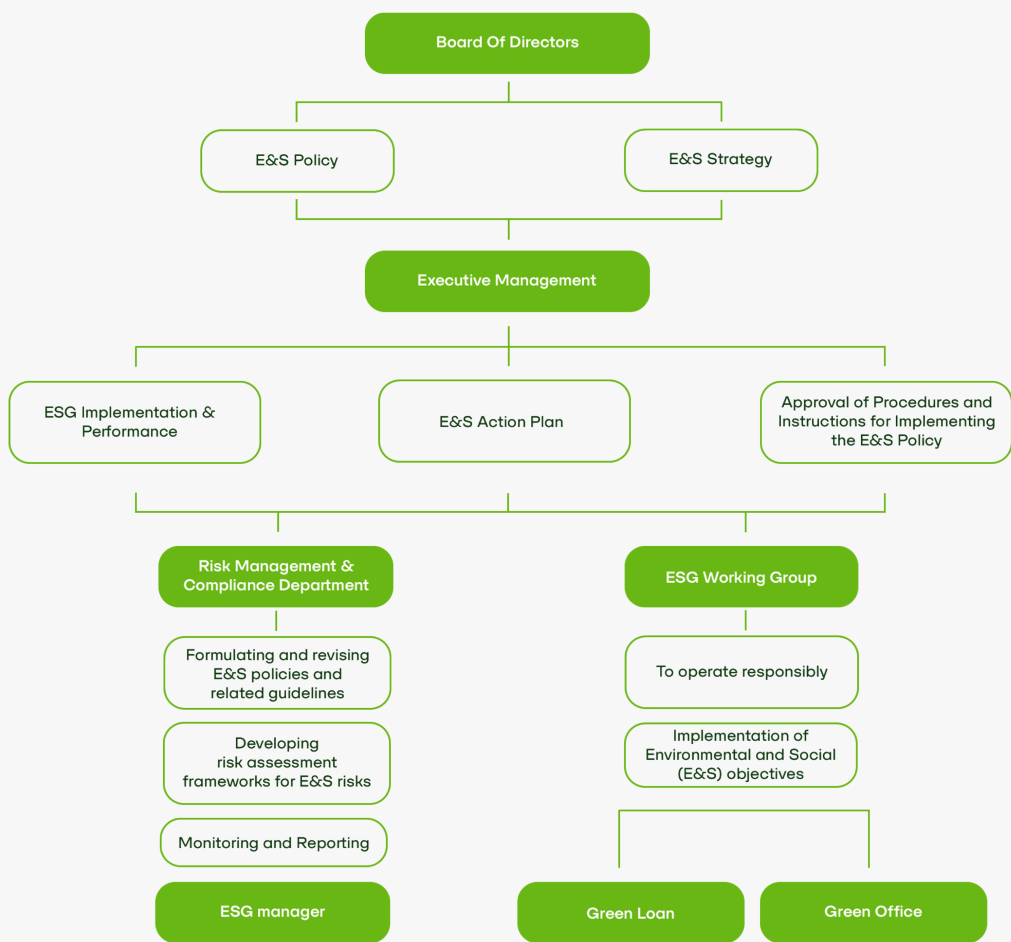 Board Of Directors
E&S Policy
E&S Strategy
Executive Management
ESG Implementation &
Performance
E&S Action Plan
Approval of Procedures and
Instructions for Implementing
the E&S Policy
Risk Management &
Compliance Department
ESG Working Group
Formulating and revising
E&S policies and
related guidelines
To operate responsibly
Developing
risk assessment
frameworks for E&S risks
Implementation of
Environmental and Social
(E&S) objectives
Monitoring and Reporting
ESG manager
Green Loan
Green Office